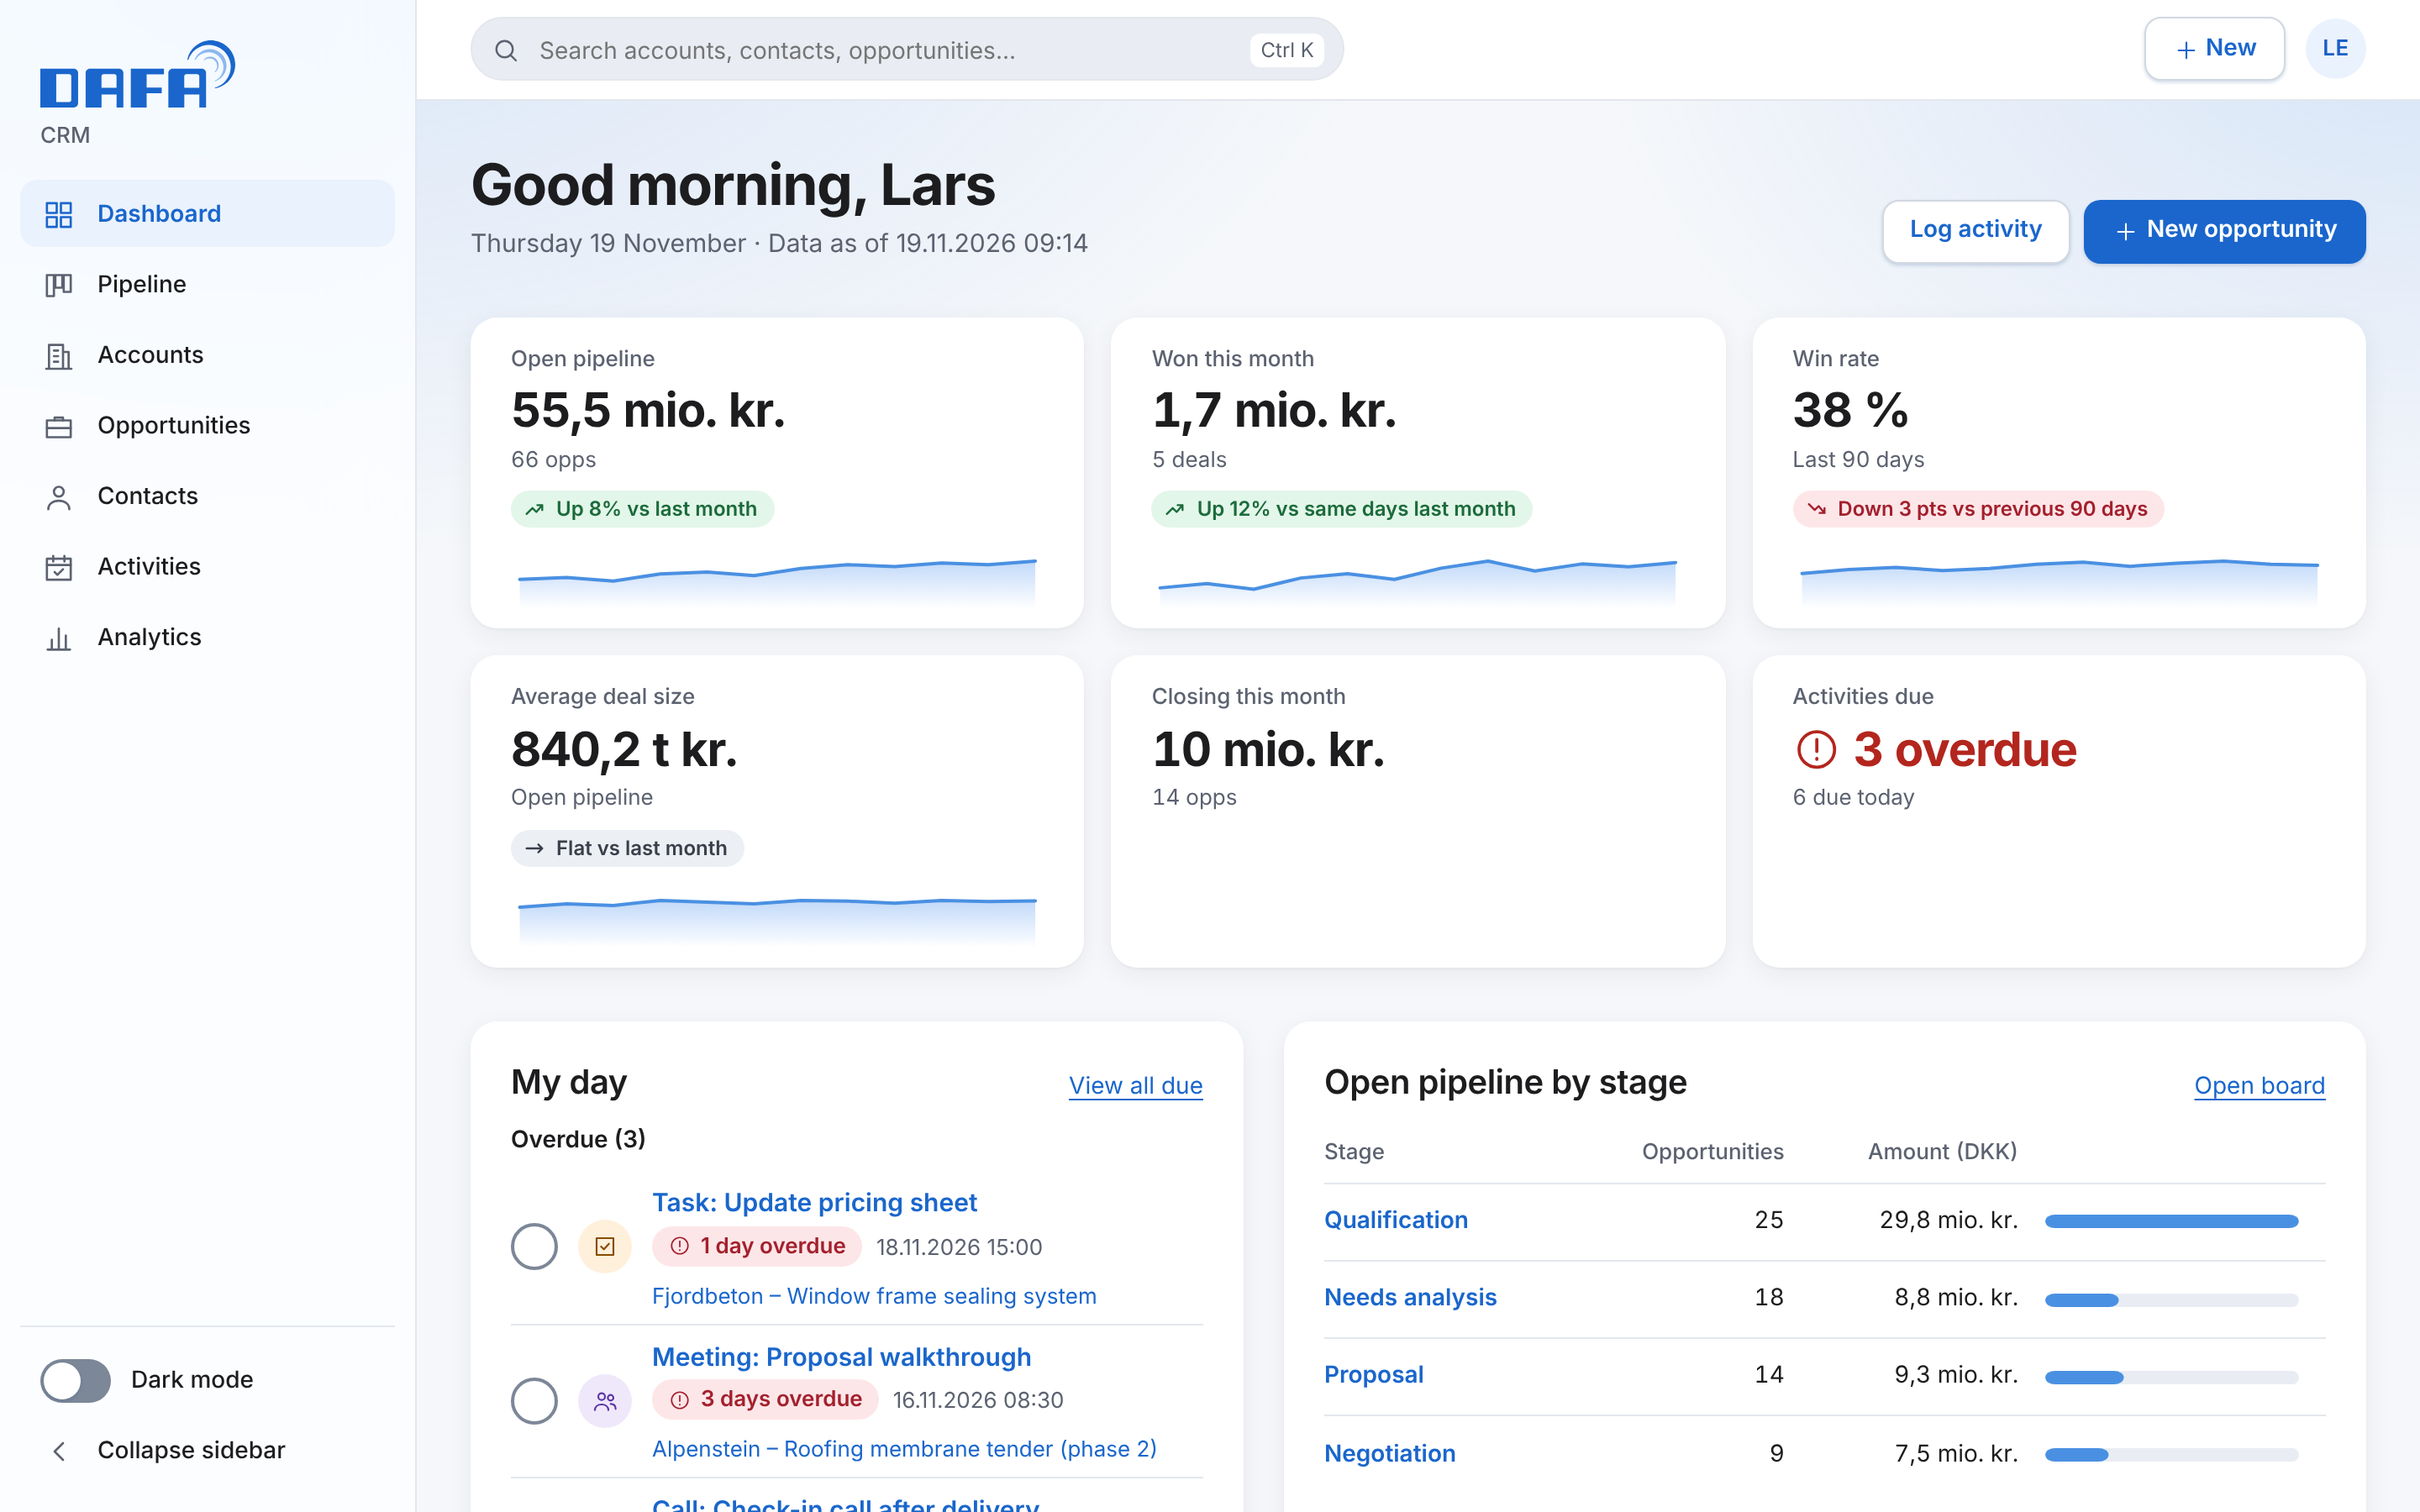 DAFA
CRM
Dashboard
Pipeline
Accounts
Opportunities
Contacts
Activities
Analytics
Dark mode
Collapse sidebar
Search accounts, contacts, opportunities...
Ctrl K
+ New
LE
Good morning, Lars
Thursday 19 November · Data as of 19.11.2026 09:14
Log activity
+ New opportunity
Open pipeline
55,5 mio. kr.
66 opps
Up 8% vs last month
Won this month
1,7 mio. kr.
5 deals
Up 12% vs same days last month
Win rate
38 %
Last 90 days
Down 3 pts vs previous 90 days
Average deal size
840,2 t kr.
Open pipeline
Flat vs last month
Closing this month
10 mio. kr.
14 opps
Activities due
3 overdue
6 due today
My day
View all due
Overdue (3)
Task: Update pricing sheet
1 day overdue 18.11.2026 15:00
Fjordbeton – Window frame sealing system
Meeting: Proposal walkthrough
3 days overdue 16.11.2026 08:30
Alpenstein – Roofing membrane tender (phase 2)
Call: Check-in call after delivery
Open pipeline by stage
Open board
Stage Opportunities Amount (DKK)
Qualification 25 29,8 mio. kr.
Needs analysis 18 8,8 mio. kr.
Proposal 14 9,3 mio. kr.
Negotiation 9 7,5 mio. kr.